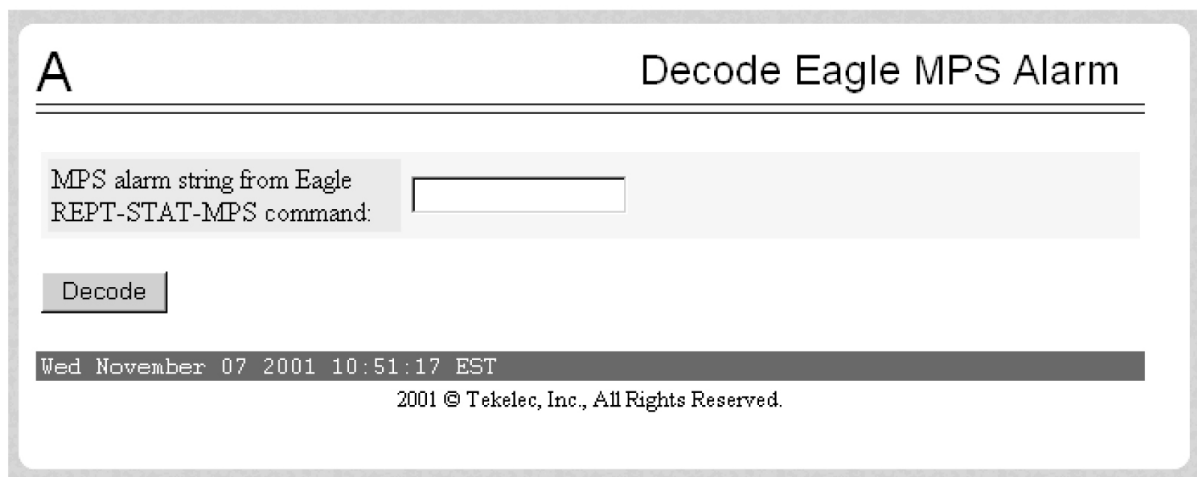 A
Decode Eagle MPS Alarm
MPS alarm string from Eagle
REPT-STAT-MPS command:
Decode
Wed November 07 2001 10:51:17 EST
2001 © Tekelec, Inc., All Rights Reserved.